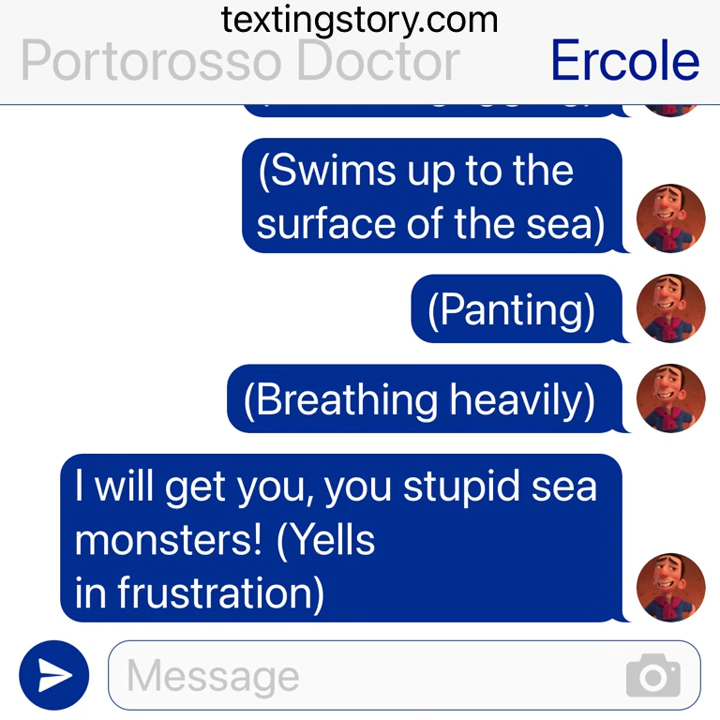 textingstory.com
Portorosso Doctor
Ercole
(Swims up to the
surface of the sea)
(Panting)
(Breathing heavily)
I will get you, you stupid sea
monsters! (Yells
in frustration)
Message